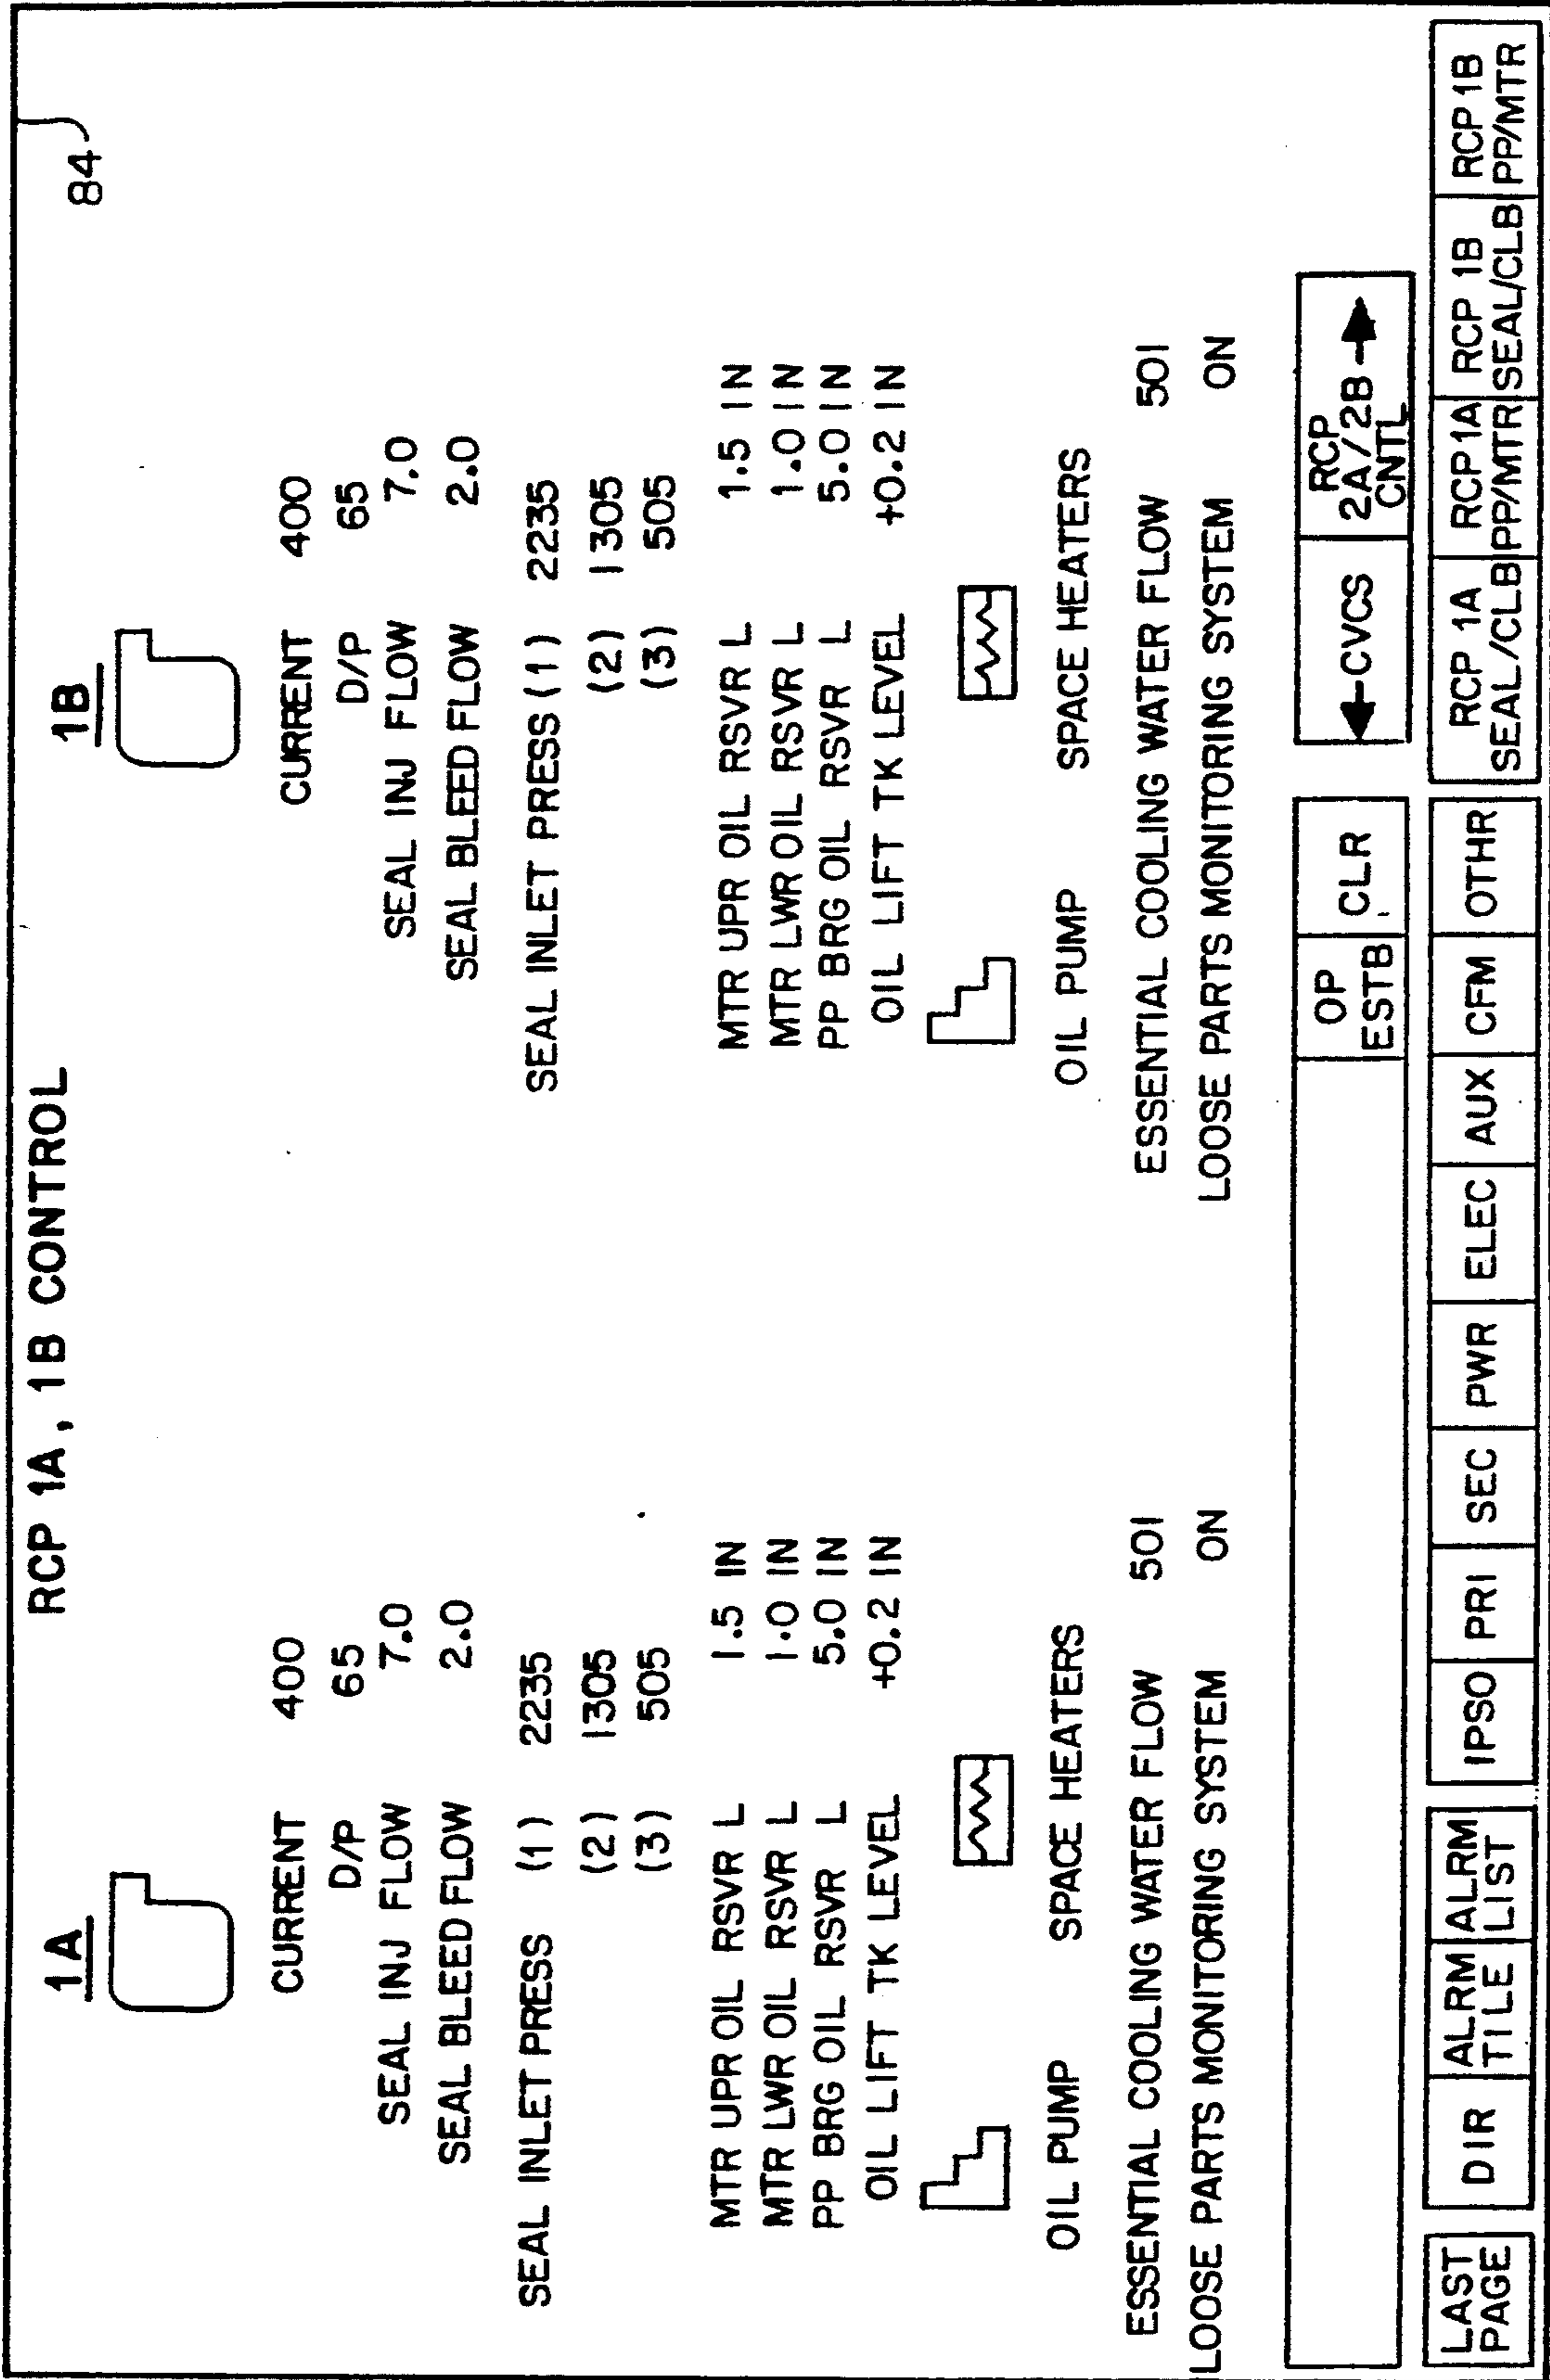 RCP 1A, 1B CONTROL
84
1A
CURRENT 400
D/P 65
SEAL INJ FLOW 7.0
SEAL BLEED FLOW 2.0
SEAL INLET PRESS (1) 2235
(2) 1305
(3) 505
MTR UPR OIL RSVR L 1.5 IN
MTR LWR OIL RSVR L 1.0 IN
PP BRG OIL RSVR L 5.0 IN
OIL LIFT TK LEVEL +0.2 IN
OIL PUMP SPACE HEATERS
ESSENTIAL COOLING WATER FLOW 501
LOOSE PARTS MONITORING SYSTEM ON
1B
CURRENT 400
D/P 65
SEAL INJ FLOW 7.0
SEAL BLEED FLOW 2.0
SEAL INLET PRESS (1) 2235
(2) 1305
(3) 505
MTR UPR OIL RSVR L 1.5 IN
MTR LWR OIL RSVR L 1.0 IN
PP BRG OIL RSVR L 5.0 IN
OIL LIFT TK LEVEL +0.2 IN
OIL PUMP SPACE HEATERS
ESSENTIAL COOLING WATER FLOW 501
LOOSE PARTS MONITORING SYSTEM ON
OP
ESTB
CLR
CVCS
RCP
2A/2B
CNTL
LAST
PAGE
DIR
ALRM
TILE
ALRM
LIST
IPSO
PRI
SEC
PWR
ELEC
AUX
CFM
OTHR
RCP 1A
SEAL/CLB
RCP1A
PP/MTR
RCP 1B
SEAL/CLB
RCP 1B
PP/MTR